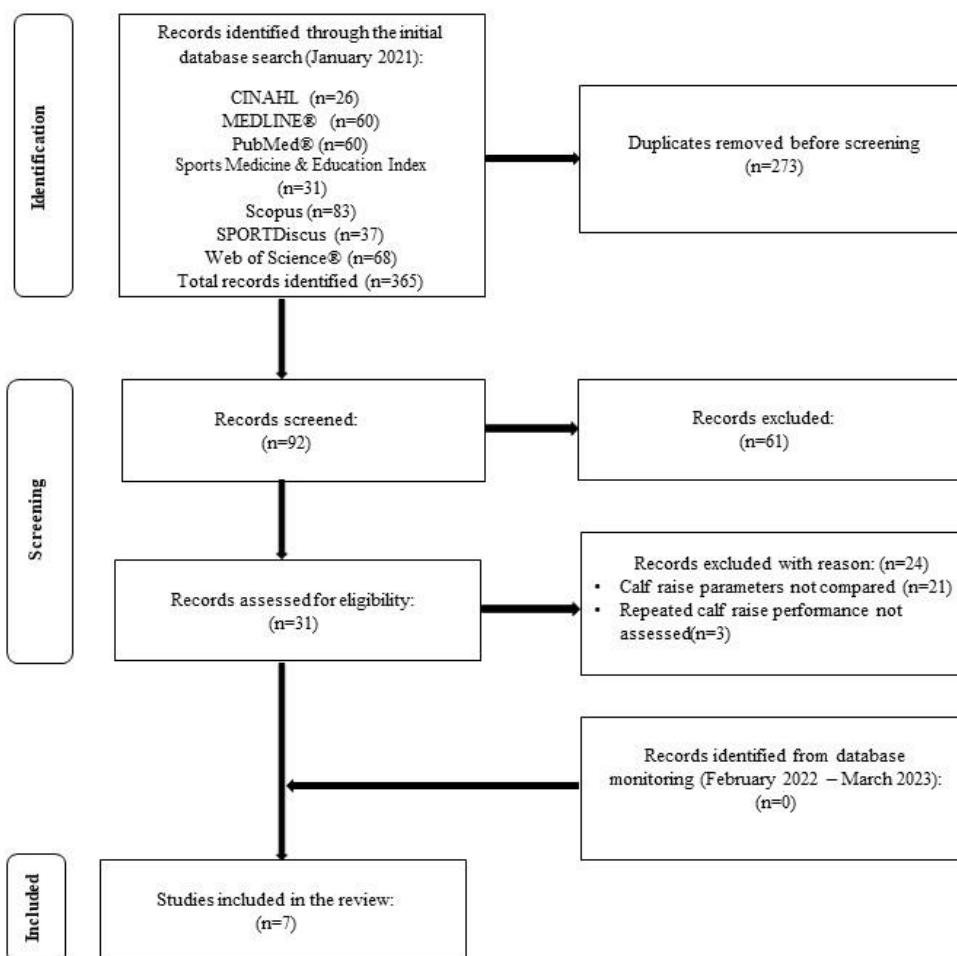 Identification
Records identified through the initial
database search (January 2021):
CINAHL (n=26)
MEDLINE® (n=60)
PubMed® (n=60)
Sports Medicine & Education Index
(n=31)
Scopus (n=83)
SPORTDiscus (n=37)
Web of Science® (n=68)
Total records identified (n=365)
Duplicates removed before screening
(n=273)
Screening
Records screened:
(n=92)
Records excluded:
(n=61)
Records assessed for eligibility:
(n=31)
Records excluded with reason: (n=24)
• Calf raise parameters not compared (n=21)
• Repeated calf raise performance not
assessed(n=3)
Records identified from database
monitoring (February 2022 – March 2023):
(n=0)
Included
Studies included in the review:
(n=7)